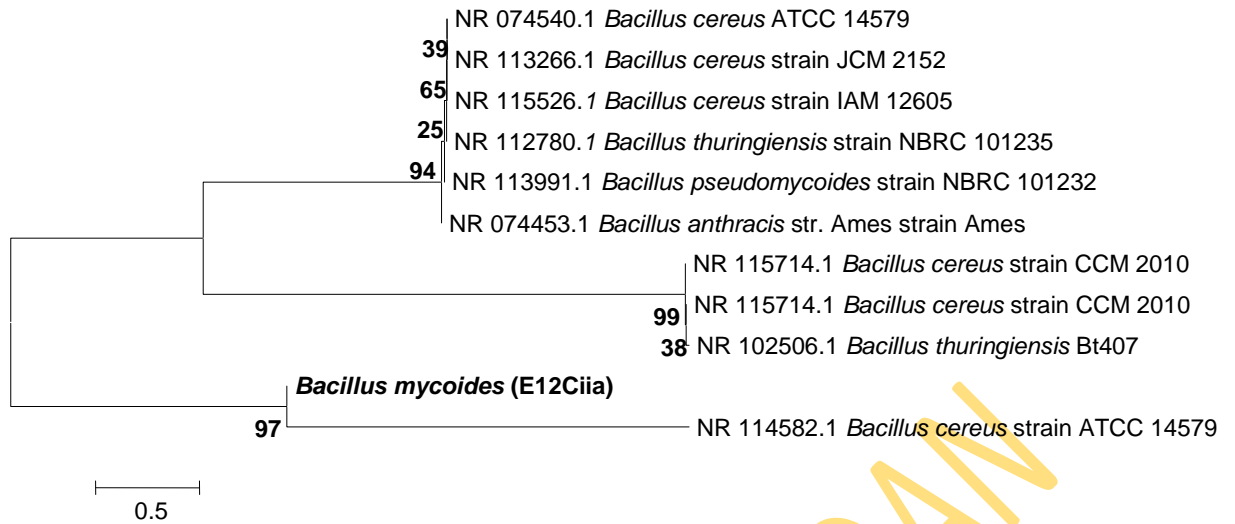 NR 074540.1 Bacillus cereus ATCC 14579
39
NR 113266.1 Bacillus cereus strain JCM 2152
65
NR 115526.1 Bacillus cereus strain IAM 12605
25
NR 112780.1 Bacillus thuringiensis strain NBRC 101235
94
NR 113991.1 Bacillus pseudomycoides strain NBRC 101232
NR 074453.1 Bacillus anthracis str. Ames strain Ames
NR 115714.1 Bacillus cereus strain CCM 2010
NR 115714.1 Bacillus cereus strain CCM 2010
99
38
NR 102506.1 Bacillus thuringiensis Bt407
Bacillus mycoides (E12Ciia)
97
NR 114582.1 Bacillus cereus strain ATCC 14579
0.5